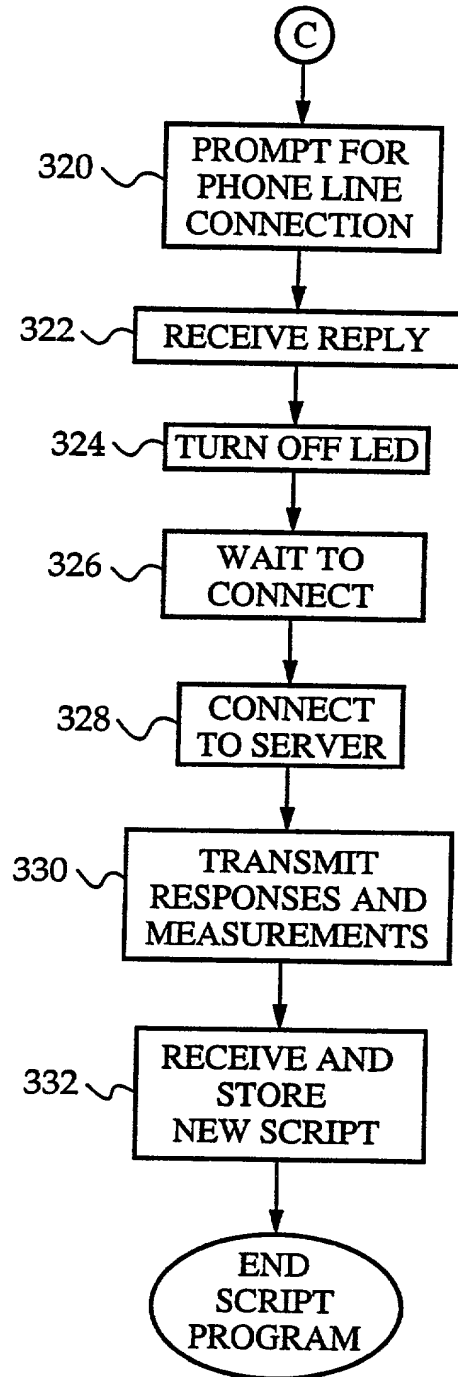 C
320
PROMPT FOR
PHONE LINE
CONNECTION
322
RECEIVE REPLY
324
TURN OFF LED
326
WAIT TO
CONNECT
328
CONNECT
TO SERVER
330
TRANSMIT
RESPONSES AND
MEASUREMENTS
332
RECEIVE AND
STORE
NEW SCRIPT
END
SCRIPT
PROGRAM